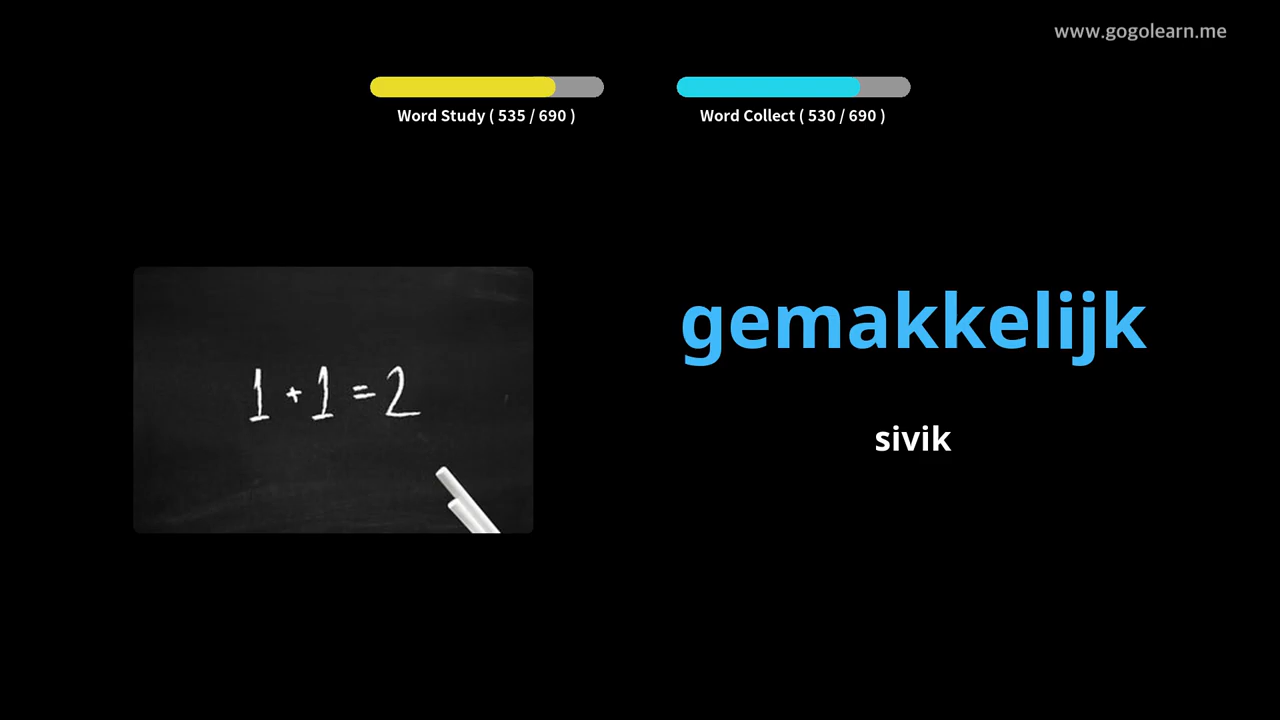 www.gogolearn.me
Word Study ( 535 / 690 )
Word Collect ( 530 / 690 )
1 + 1 = 2
gemakkelijk
sivik